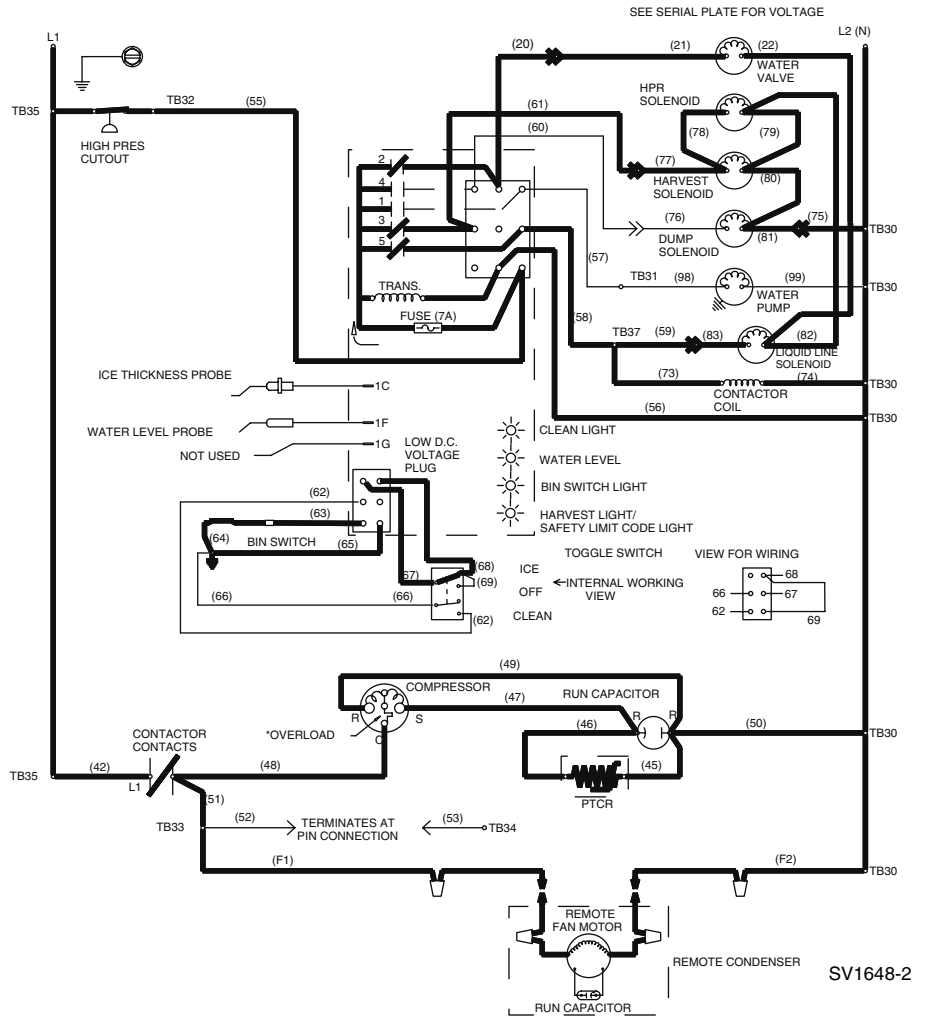 SEE SERIAL PLATE FOR VOLTAGE
L1
L2 (N)
(20)
(21)
(22)
WATER
VALVE
HPR
SOLENOID
TB35
TB32
(55)
(61)
(60)
(78)
(79)
HIGH PRES
CUTOUT
2
4
1
3
5
(77)
HARVEST
SOLENOID
(80)
(76)
DUMP
SOLENOID
(81)
(75)
TB30
(57)
TB31
(98)
(99)
TB30
WATER
PUMP
TRANS.
FUSE (7A)
(58)
TB37
(59)
(83)
(82)
LIQUID LINE
SOLENOID
(73)
(74)
TB30
CONTACTOR
COIL
(56)
TB30
ICE THICKNESS PROBE
1C
WATER LEVEL PROBE
1F
NOT USED
1G
LOW D.C.
VOLTAGE
PLUG
CLEAN LIGHT
WATER LEVEL
BIN SWITCH LIGHT
HARVEST LIGHT/
SAFETY LIMIT CODE LIGHT
(62)
(63)
(64)
BIN SWITCH
(65)
(66)
(67)
(66)
(68)
(69)
(62)
TOGGLE SWITCH
ICE
OFF
CLEAN
INTERNAL WORKING
VIEW
VIEW FOR WIRING
68
66
67
62
69
(49)
COMPRESSOR
(47)
RUN CAPACITOR
R
S
C
*OVERLOAD
R
R
(46)
(45)
(50)
TB30
PTCR
CONTACTOR
CONTACTS
TB35
(42)
L1
(48)
(51)
TB33
(52)
TERMINATES AT
PIN CONNECTION
(53)
TB34
(F1)
(F2)
TB30
REMOTE
FAN MOTOR
REMOTE CONDENSER
RUN CAPACITOR
SV1648-2